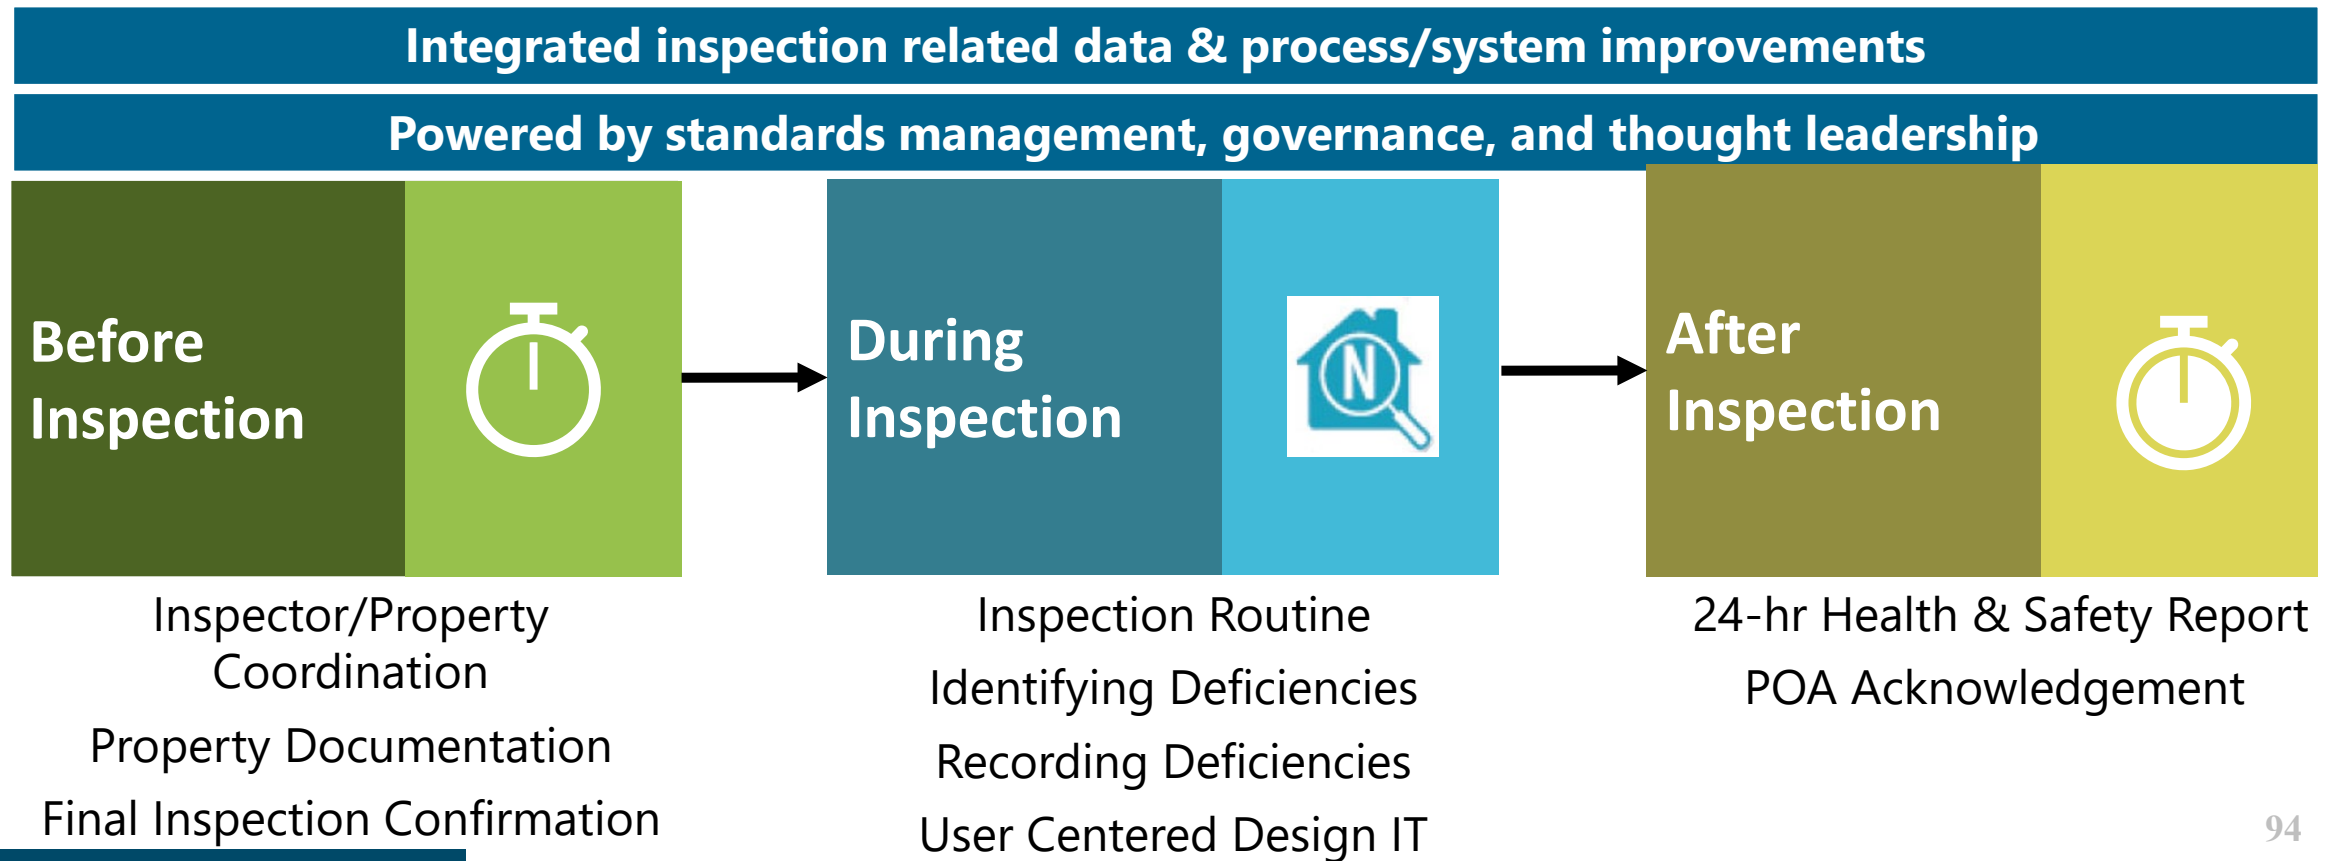 Integrated inspection related data & process/system improvements
Powered by standards management, governance, and thought leadership
Before
Inspection
During
Inspection
N
After
Inspection
Inspector/Property
Coordination
Property Documentation
Final Inspection Confirmation
Inspection Routine
Identifying Deficiencies
Recording Deficiencies
User Centered Design IT
24-hr Health & Safety Report
POA Acknowledgement
94